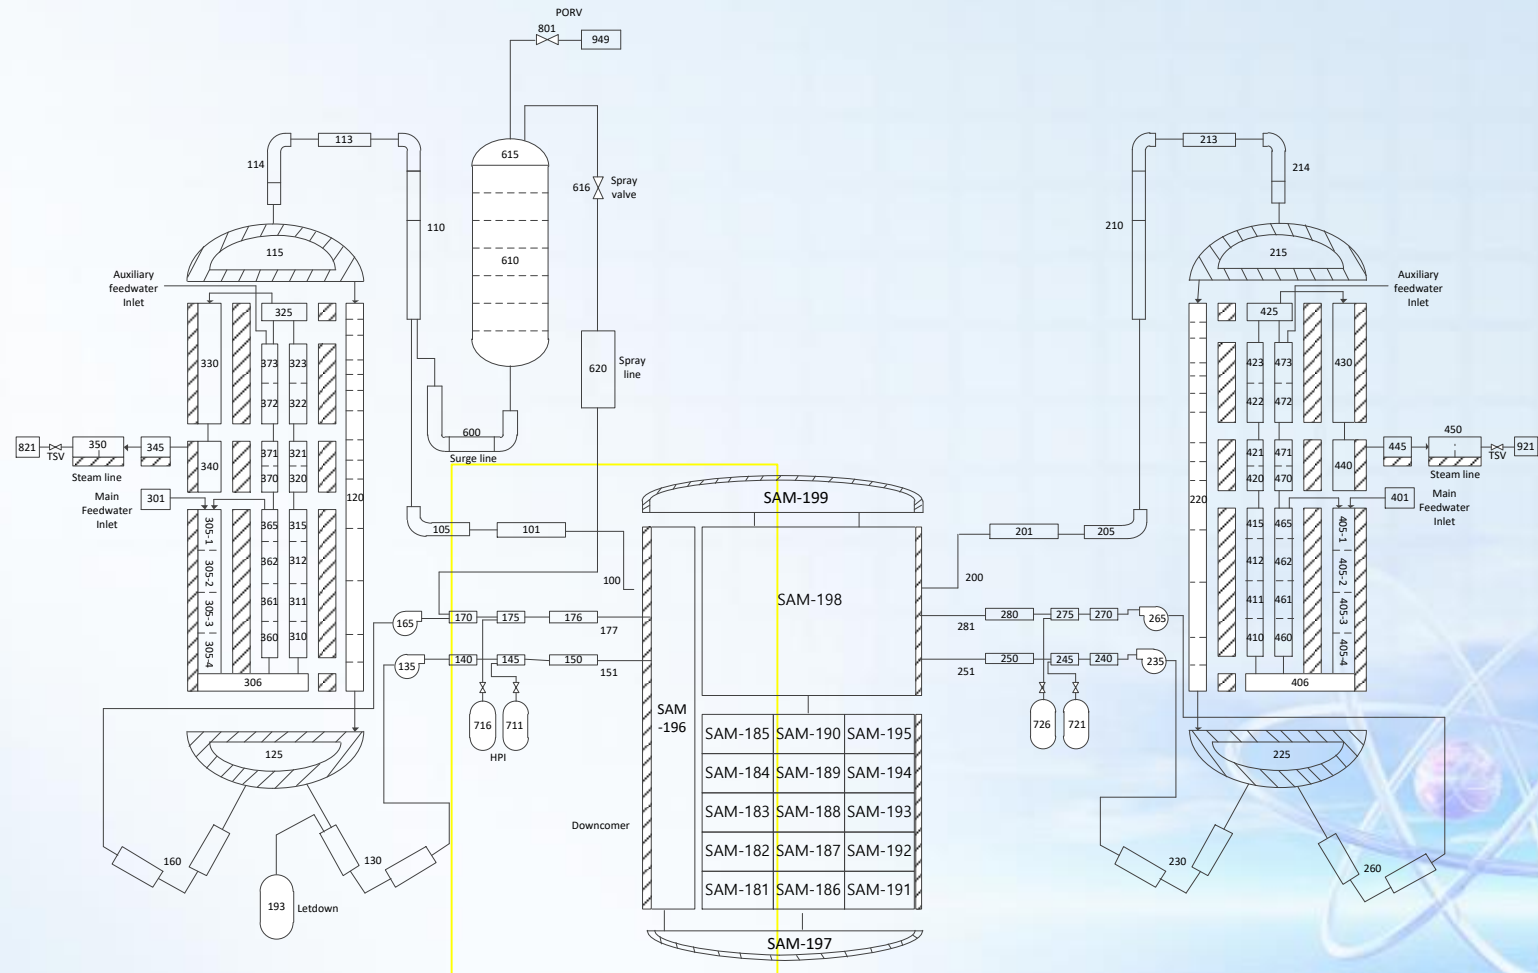 PORV
801
949
113
114
615
616
Spray
valve
110
610
115
Auxiliary
feedwater
Inlet
325
330
373
323
372
322
620
Spray
line
600
Surge line
821
TSV
350
345
Steam line
340
371
321
370
320
120
Main
Feedwater
Inlet
301
305-1
305-2
305-3
305-4
365
315
362
312
361
311
360
310
306
105
101
100
165
170
175
176
177
135
140
145
150
151
716
711
HPI
125
160
130
193
Letdown
Downcomer
SAM-199
SAM
-196
SAM-198
SAM-185
SAM-190
SAM-195
SAM-184
SAM-189
SAM-194
SAM-183
SAM-188
SAM-193
SAM-182
SAM-187
SAM-192
SAM-181
SAM-186
SAM-191
SAM-197
213
214
210
215
Auxiliary
feedwater
Inlet
425
423
473
430
422
472
421
471
420
470
440
445
450
TSV
921
Steam line
401
Main
Feedwater
Inlet
220
415
465
412
462
411
461
410
460
405-1
405-2
405-3
405-4
406
201
205
200
280
275
270
265
281
250
245
240
235
251
726
721
225
230
260